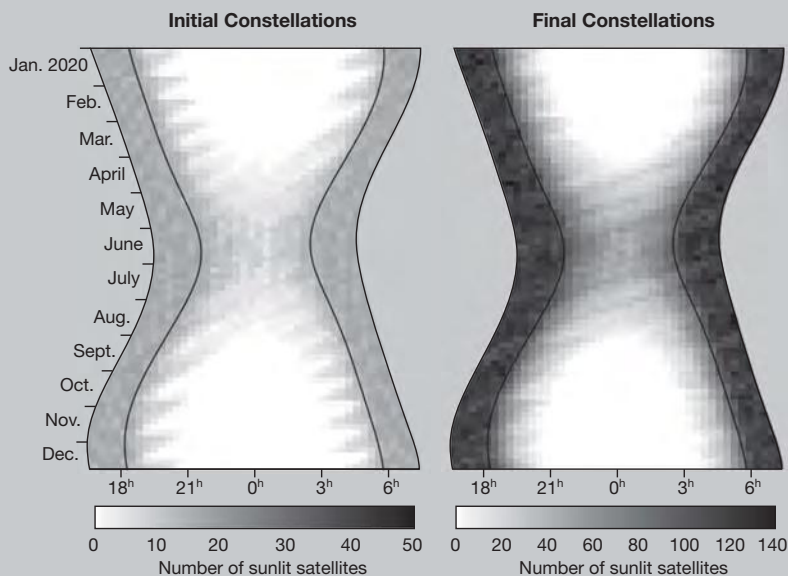 Initial Constellations
Final Constellations
Jan. 2020
Feb.
Mar.
April
May
June
July
Aug.
Sept.
Oct.
Nov.
Dec.
18h 21h 0h 3h 6h
18h 21h 0h 3h 6h
0 10 20 30 40 50
0 20 40 60 80 100 120 140
Number of sunlit satellites
Number of sunlit satellites